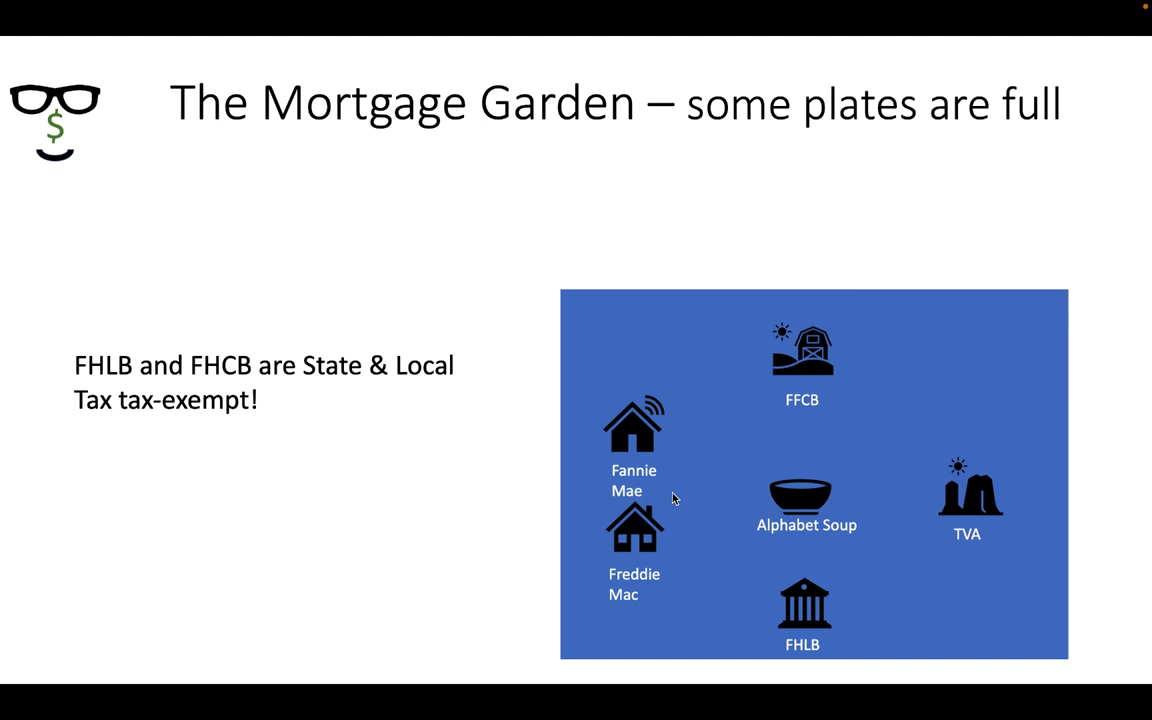 The Mortgage Garden – some plates are full
$
FHLB and FHCB are State & Local
Tax tax-exempt!
FFCB
Fannie
Mae
Alphabet Soup
TVA
Freddie
Mac
FHLB